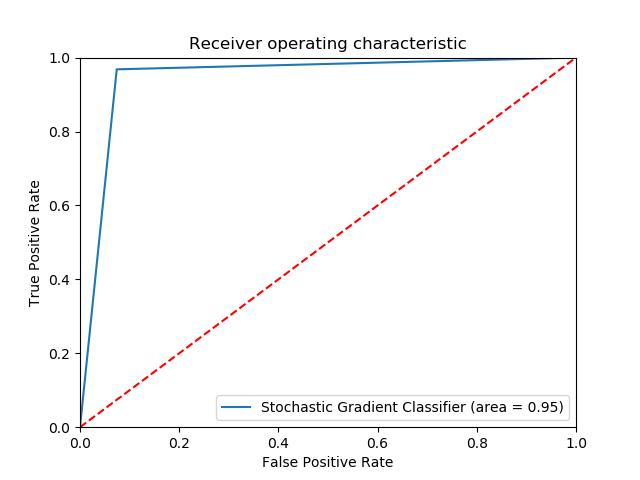 Receiver operating characteristic
True Positive Rate
1.0
0.8
0.6
0.4
0.2
0.0
Stochastic Gradient Classifier (area = 0.95)
0.0 0.2 0.4 0.6 0.8 1.0
False Positive Rate